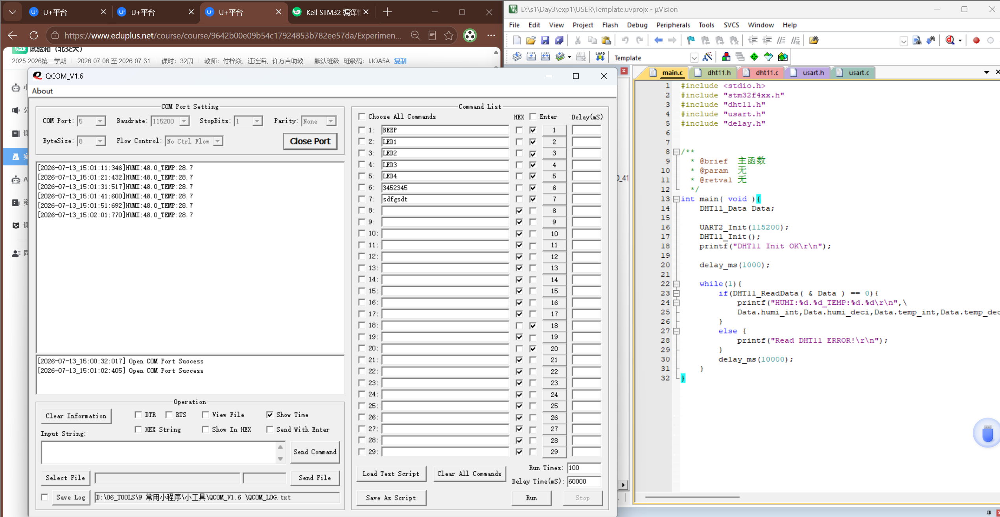 U+平台
U+平台
U+平台
Keil STM32 编译
https://www.eduplus.net/course/course/9642b00e09b54c17924853b782ee57da/Experimen...
实践 试验箱（北交大）
2025-2026第二学期 2026-07-06 至 2026-07-31 课时：32周 教师：付梓焱、江连海、许方言助教 默认班级 班级码：IJOA5A 复制
QCOM_V1.6
About
COM Port Setting
COM Port: 5 Baudrate: 115200 StopBits: 1 Parity: None
ByteSize: 8 Flow Control: No Ctrl Flow Close Port
[2026-07-13_15:01:11:346]HUMI:48.0_TEMP:28.7
[2026-07-13_15:01:21:432]HUMI:48.0_TEMP:28.7
[2026-07-13_15:01:31:517]HUMI:48.0_TEMP:28.7
[2026-07-13_15:01:41:600]HUMI:48.0_TEMP:28.7
[2026-07-13_15:01:51:692]HUMI:48.0_TEMP:28.7
[2026-07-13_15:02:01:770]HUMI:48.0_TEMP:28.7
[2026-07-13_15:00:32:017] Open COM Port Success
[2026-07-13_15:01:02:405] Open COM Port Success
Operation
Clear Information DTR RTS View File Show Time
HEX String Show In HEX Send With Enter
Input String:
Send Command
Select File Send File
Save Log D:\06_TOOLS\9 常用小程序\小工具\QCOM_V1.6 \QCOM_LOG.txt
Command List
Choose All Commands HEX Enter Delay(mS)
1: BEEP 1
2: LED1 2
3: LED2 3
4: LED3 4
5: LED4 5
6: 3452345 6
7: sdfgsdt 7
8: 8
9: 9
10: 10
11: 11
12: 12
13: 13
14: 14
15: 15
16: 16
17: 17
18: 18
19: 19
20: 20
21: 21
22: 22
23: 23
24: 24
25: 25
26: 26
27: 27
28: 28
29: 29
Load Test Script Clear All Commands Run Times: 100
Delay Time(mS): 60000
Save As Script Run Stop
D:\s1\Day3\exp1\USER\Template.uvprojx - µVision
File Edit View Project Flash Debug Peripherals Tools SVCS Window Help
LOAD Template
0_41
main.c dht11.h dht11.c usart.h usart.c
1 #include <stdio.h>
2 #include "stm32f4xx.h"
3 #include "dht11.h"
4 #include "usart.h"
5 #include "delay.h"
6
7
8 /**
9 * @brief 主函数
10 * @param 无
11 * @retval 无
12 */
13 int main( void ){
14 DHT11_Data Data;
15
16 UART2_Init(115200);
17 DHT11_Init();
18 printf("DHT11 Init OK\r\n");
19
20 delay_ms(1000);
21
22 while(1){
23 if(DHT11_ReadData( & Data ) == 0){
24 printf("HUMI:%d.%d_TEMP:%d.%d\r\n",\
25 Data.humi_int,Data.humi_deci,Data.temp_int,Data.temp_dec
26 }
27 else {
28 printf("Read DHT11 ERROR!\r\n");
29 }
30 delay_ms(10000);
31 }
32 }